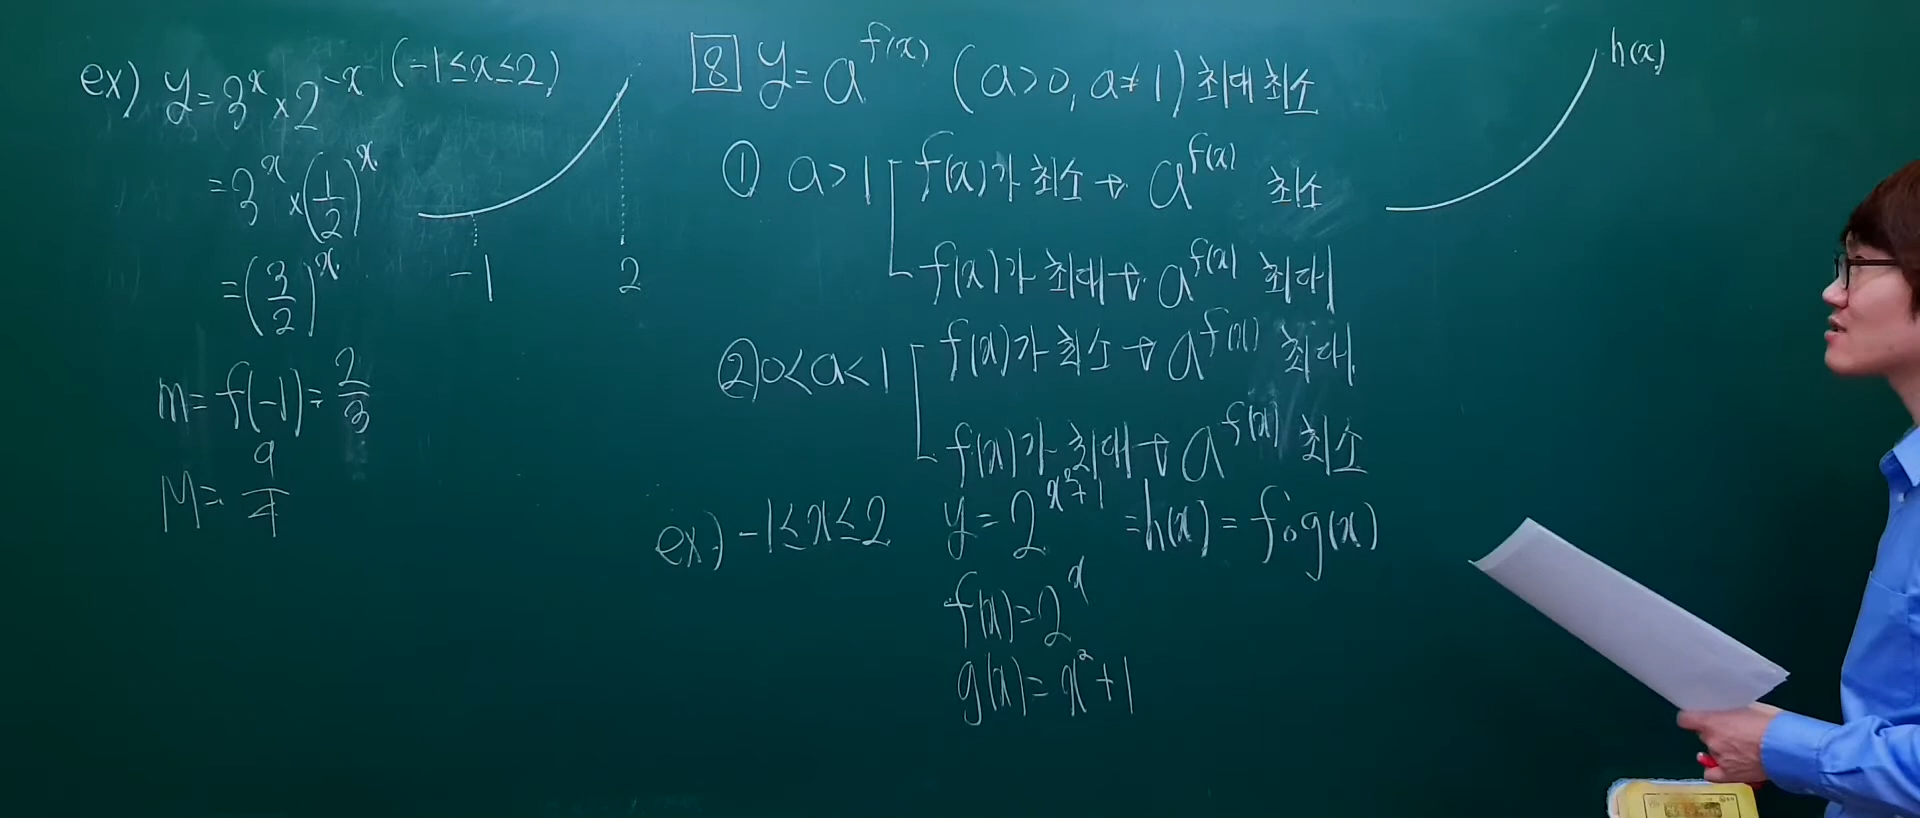 ex) y=3^x×2^-x (-1≤x≤2)
=3^x×(1/2)^x
=(3/2)^x
-1 2
m=f(-1)=2/3
M=9/4
8 y=a^f(x) (a>0, a≠1) 최대 최소
① a>1 f(x)가 최소→a^f(x) 최소
f(x)가 최대→a^f(x) 최대
② 0<a<1 f(x)가 최소→a^f(x) 최대
f(x)가 최대→a^f(x) 최소
ex) -1≤x≤2 y=2^x²+1 =h(x)=f∘g(x)
f(x)=2^x
g(x)=x²+1
h(x)